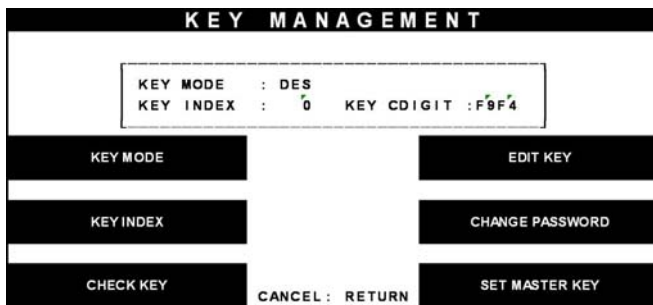 KEY MANAGEMENT
KEY MODE : DES
KEY INDEX : 0 KEY CDIGIT :F9F4
KEY MODE
EDIT KEY
KEY INDEX
CHANGE PASSWORD
CHECK KEY
CANCEL: RETURN
SET MASTER KEY